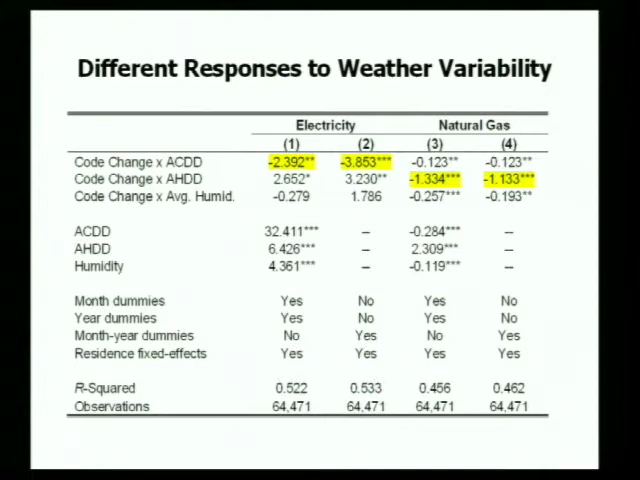 Different Responses to Weather Variability
Electricity Natural Gas
(1) (2) (3) (4)
Code Change x ACDD -2.392** -3.853*** -0.123** -0.123**
Code Change x AHDD 2.652* 3.230** -1.334*** -1.133***
Code Change x Avg. Humid. -0.279 1.786 -0.257*** -0.193**
ACDD 32.411*** -- -0.284*** --
AHDD 6.426*** -- 2.309*** --
Humidity 4.361*** -- -0.119*** --
Month dummies Yes No Yes No
Year dummies Yes No Yes No
Month-year dummies No Yes No Yes
Residence fixed-effects Yes Yes Yes Yes
R-Squared 0.522 0.533 0.456 0.462
Observations 64,471 64,471 64,471 64,471